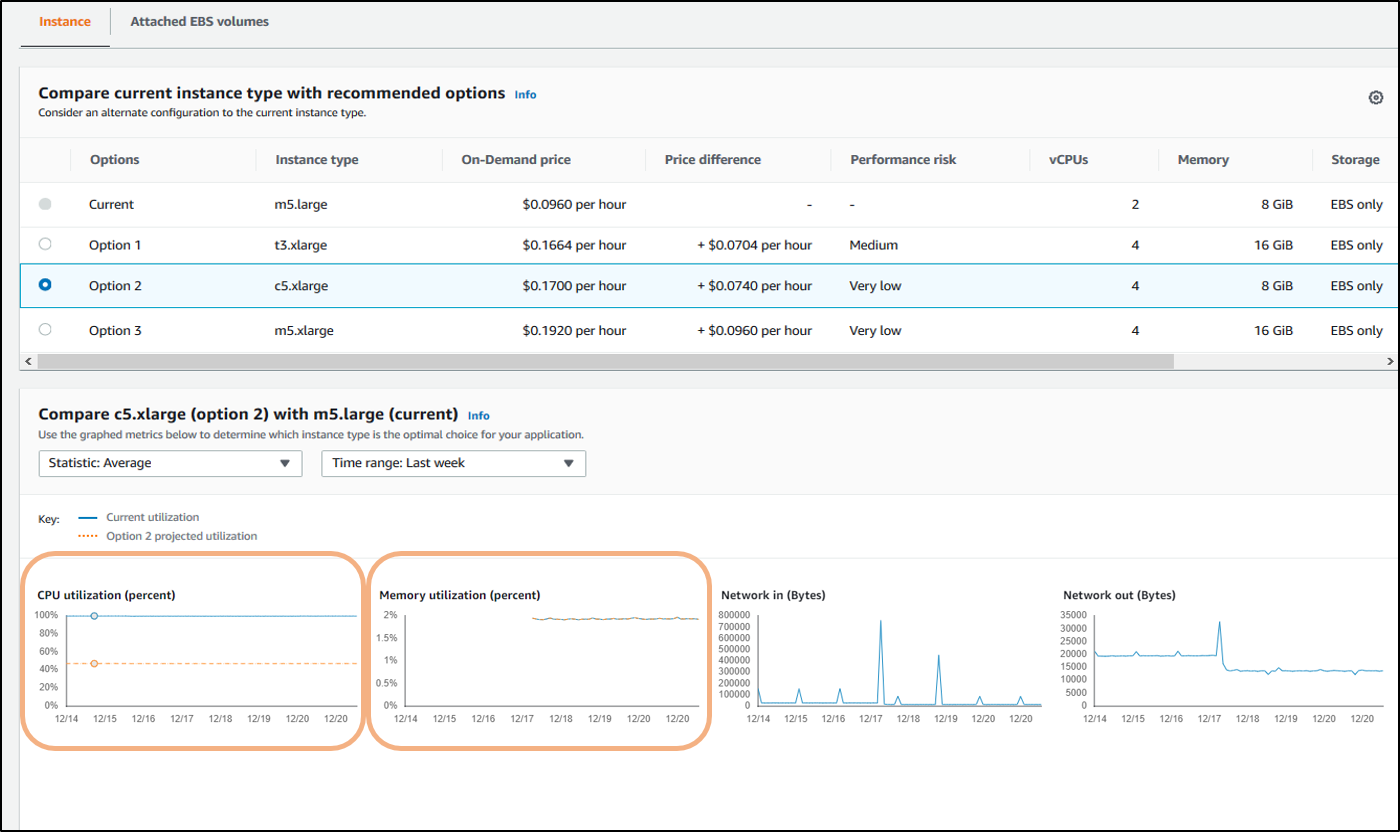 Instance Attached EBS volumes
Compare current instance type with recommended options Info
Consider an alternate configuration to the current instance type.
Options Instance type On-Demand price Price difference Performance risk vCPUs Memory Storage
Current m5.large $0.0960 per hour - - 2 8 GiB EBS only
Option 1 t3.xlarge $0.1664 per hour + $0.0704 per hour Medium 4 16 GiB EBS only
Option 2 c5.xlarge $0.1700 per hour + $0.0740 per hour Very low 4 8 GiB EBS only
Option 3 m5.xlarge $0.1920 per hour + $0.0960 per hour Very low 4 16 GiB EBS only
Compare c5.xlarge (option 2) with m5.large (current) Info
Use the graphed metrics below to determine which instance type is the optimal choice for your application.
Statistic: Average Time range: Last week
Key: Current utilization
Option 2 projected utilization
CPU utilization (percent)
100%
80%
60%
40%
20%
0%
12/14 12/15 12/16 12/17 12/18 12/19 12/20 12/20
Memory utilization (percent)
2%
1.5%
1%
0.5%
0%
12/14 12/15 12/16 12/17 12/18 12/19 12/20 12/20
Network in (Bytes)
800000
700000
600000
500000
400000
300000
200000
100000
0
12/14 12/15 12/16 12/17 12/18 12/19 12/20 12/20
Network out (Bytes)
35000
30000
25000
20000
15000
10000
5000
0
12/14 12/15 12/16 12/17 12/18 12/19 12/20 12/20